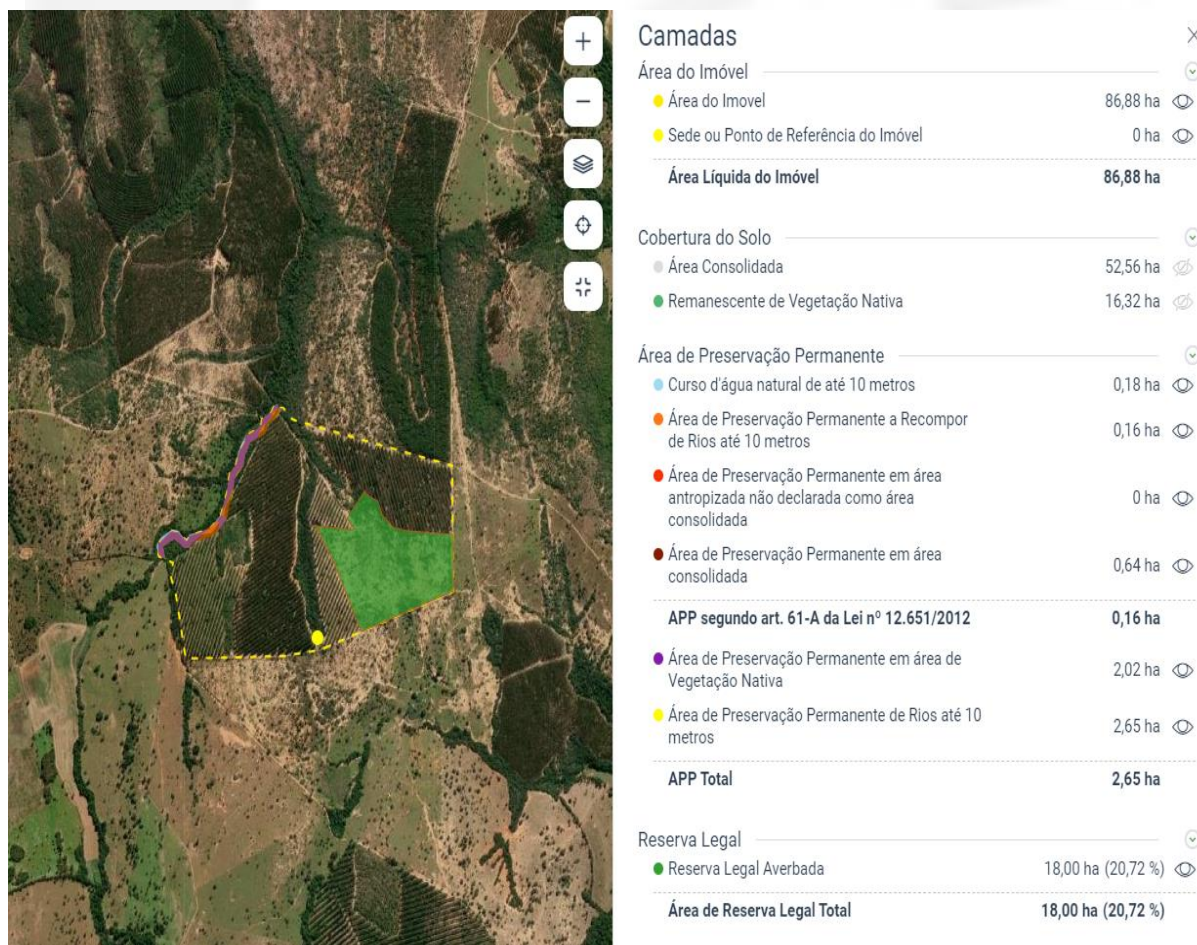 Camadas
Área do Imóvel
Área do Imovel 86,88 ha
Sede ou Ponto de Referência do Imóvel 0 ha
Área Líquida do Imóvel 86,88 ha
Cobertura do Solo
Área Consolidada 52,56 ha
Remanescente de Vegetação Nativa 16,32 ha
Área de Preservação Permanente
Curso d'água natural de até 10 metros 0,18 ha
Área de Preservação Permanente a Recompor
de Rios até 10 metros 0,16 ha
Área de Preservação Permanente em área
antropizada não declarada como área 0 ha
consolidada
Área de Preservação Permanente em área
consolidada 0,64 ha
APP segundo art. 61-A da Lei nº 12.651/2012 0,16 ha
Área de Preservação Permanente em área de
Vegetação Nativa 2,02 ha
Área de Preservação Permanente de Rios até 10
metros 2,65 ha
APP Total 2,65 ha
Reserva Legal
Reserva Legal Averbada 18,00 ha (20,72 %)
Área de Reserva Legal Total 18,00 ha (20,72 %)